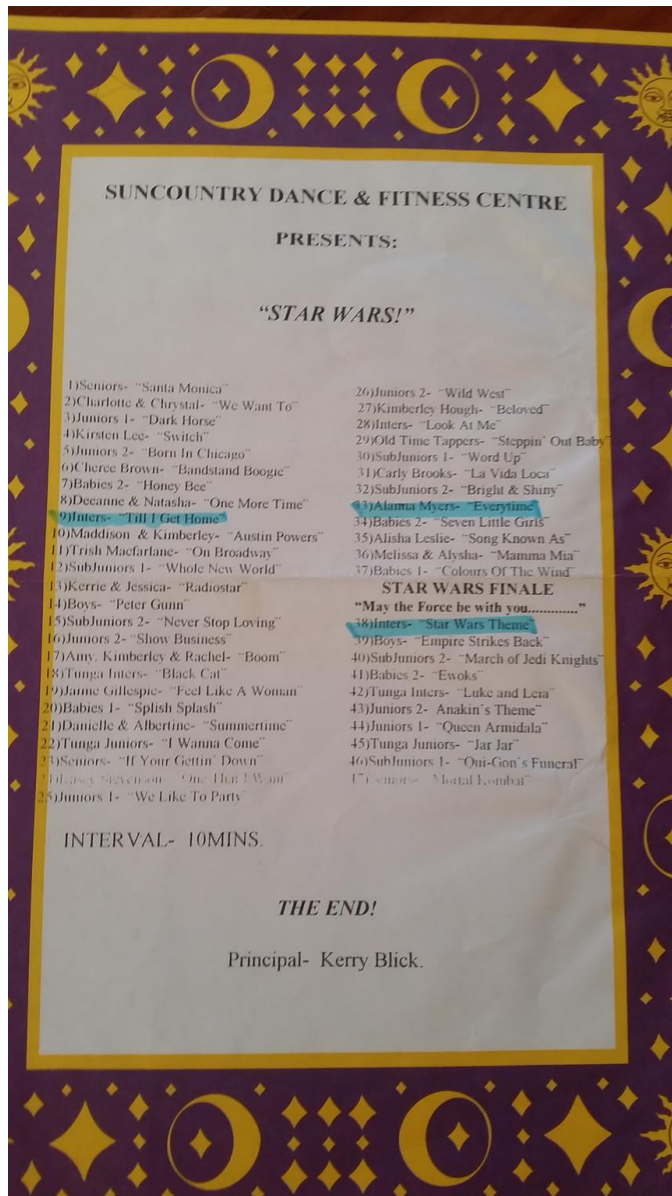 SUNCOUNTRY DANCE & FITNESS CENTRE
PRESENTS:
"STAR WARS!"
1)Seniors- "Santa Monica"
2)Charlotte & Chrystal- "We Want To"
3)Juniors 1- "Dark Horse"
4)Kirsten Lee- "Switch"
5)Juniors 2- "Born In Chicago"
6)Cheree Brown- "Bandstand Boogie"
7)Babies 2- "Honey Bee"
8)Deeanne & Natasha- "One More Time"
9)Inters- "Till I Get Home"
10)Maddison & Kimberley- "Austin Powers"
11)Trish Macfarlane- "On Broadway"
12)SubJuniors 1- "Whole New World"
13)Kerrie & Jessica- "Radiostar"
14)Boys- "Peter Gunn"
15)SubJuniors 2- "Never Stop Loving"
16)Juniors 2- "Show Business"
17)Amy, Kimberley & Rachel- "Boom"
18)Tunga Inters- "Black Cat"
19)Jaime Gillespie- "Feel Like A Woman"
20)Babies 1- "Splish Splash"
21)Danielle & Albertine- "Summertime"
22)Tunga Juniors- "I Wanna Come"
23)Seniors- "If Your Gettin' Down"
"One That I Want"
25)Juniors 1- "We Like To Party"
INTERVAL- 10MINS.
26)Juniors 2- "Wild West"
27)Kimberley Hough- "Beloved"
28)Inters- "Look At Me"
29)Old Time Tappers- "Steppin' Out Baby"
30)SubJuniors 1- "Word Up"
31)Carly Brooks- "La Vida Loca"
32)SubJuniors 2- "Bright & Shiny"
33)Alanna Myers- "Everytime"
34)Babies 2- "Seven Little Girls"
35)Alisha Leslie- "Song Known As"
36)Melissa & Alysha- "Mamma Mia"
37)Babies 1- "Colours Of The Wind"
STAR WARS FINALE
"May the Force be with you............."
38)Inters- "Star Wars Theme"
39)Boys- "Empire Strikes Back"
40)SubJuniors 2- "March of Jedi Knights"
41)Babies 2- "Ewoks"
42)Tunga Inters- "Luke and Leia"
43)Juniors 2- Anakin's Theme"
44)Juniors 1- "Queen Armidala"
45)Tunga Juniors- "Jar Jar"
46)SubJuniors 1- "Qui-Gon's Funeral"
47)Seniors- "Mortal Kombat"
THE END!
Principal- Kerry Blick.